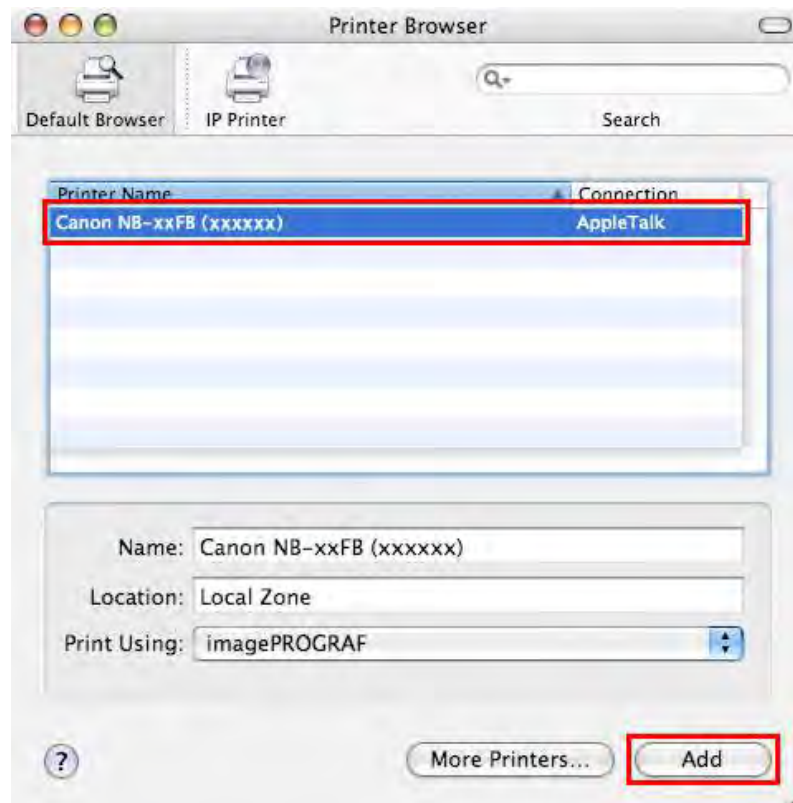 Printer Browser
Default Browser
IP Printer
Search
Printer Name Connection
Canon NB-xxFB (xxxxxx) AppleTalk
Name: Canon NB-xxFB (xxxxxx)
Location: Local Zone
Print Using: imagePROGRAF
? More Printers... Add